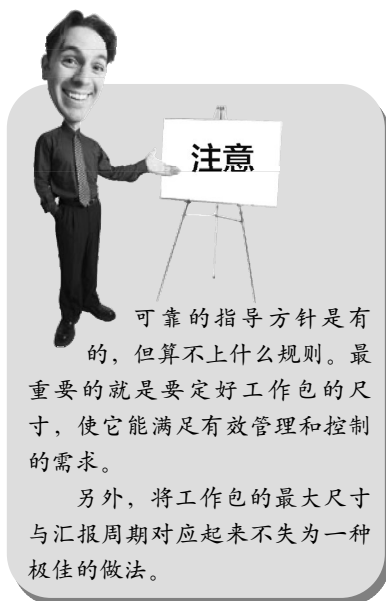 注意
可靠的指导方针是有
的，但算不上什么规则。最
重要的就是要定好工作包的尺
寸，使它能满足有效管理和控制
的需求。
另外，将工作包的最大尺寸
与汇报周期对应起来不失为一种
极佳的做法。